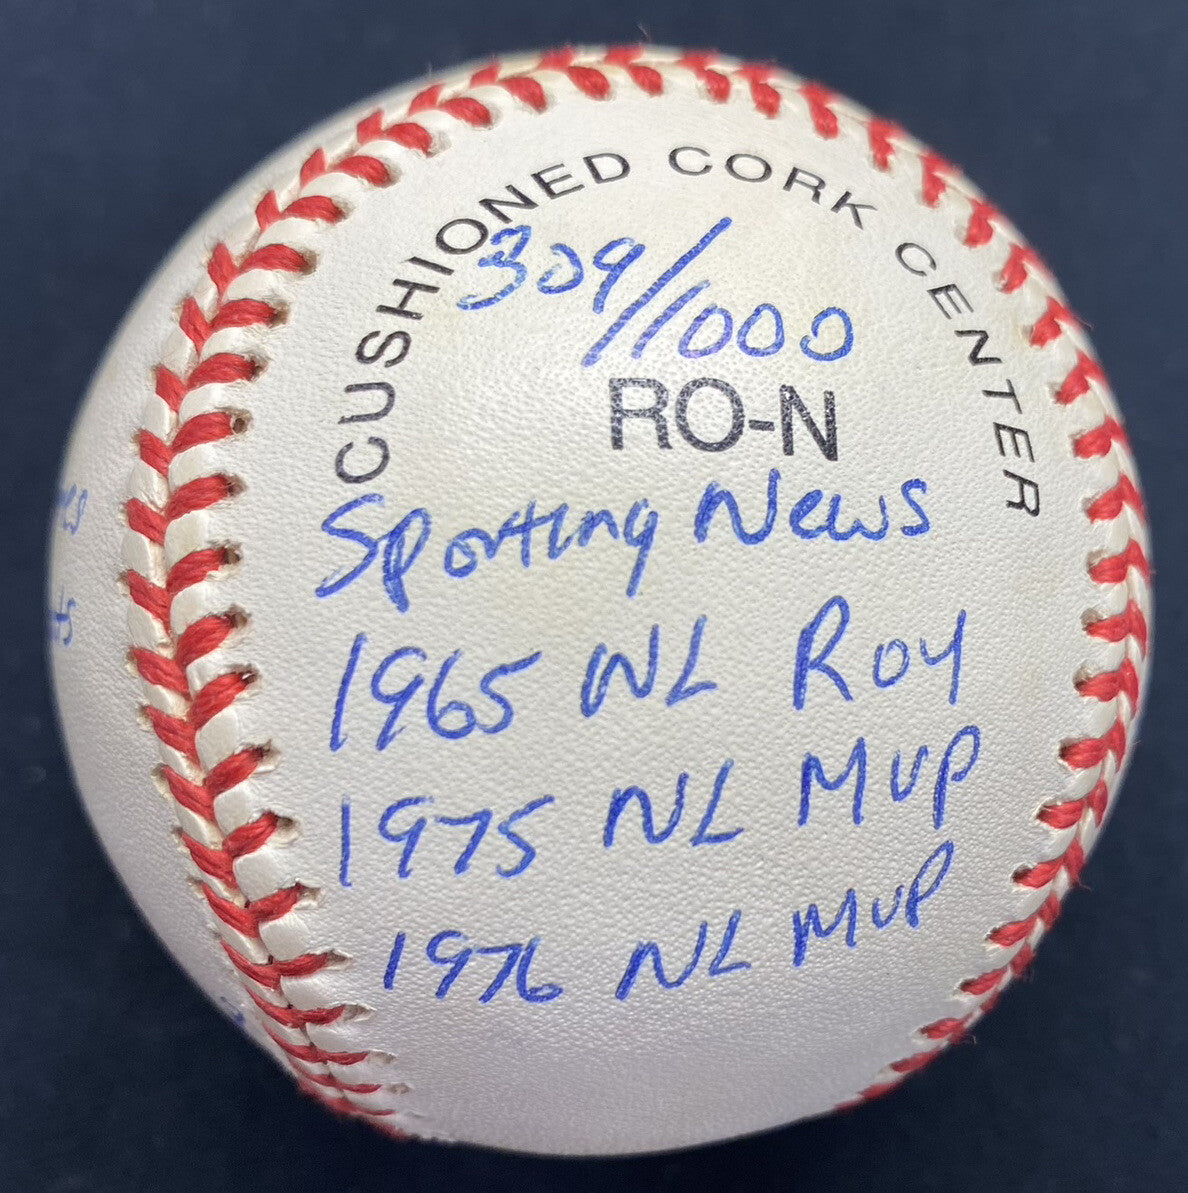 CUSHIONED CORK CENTER
309/1000
RO-N
Sporting News
1965 NL Roy
1975 NL MVP
1976 NL MVP